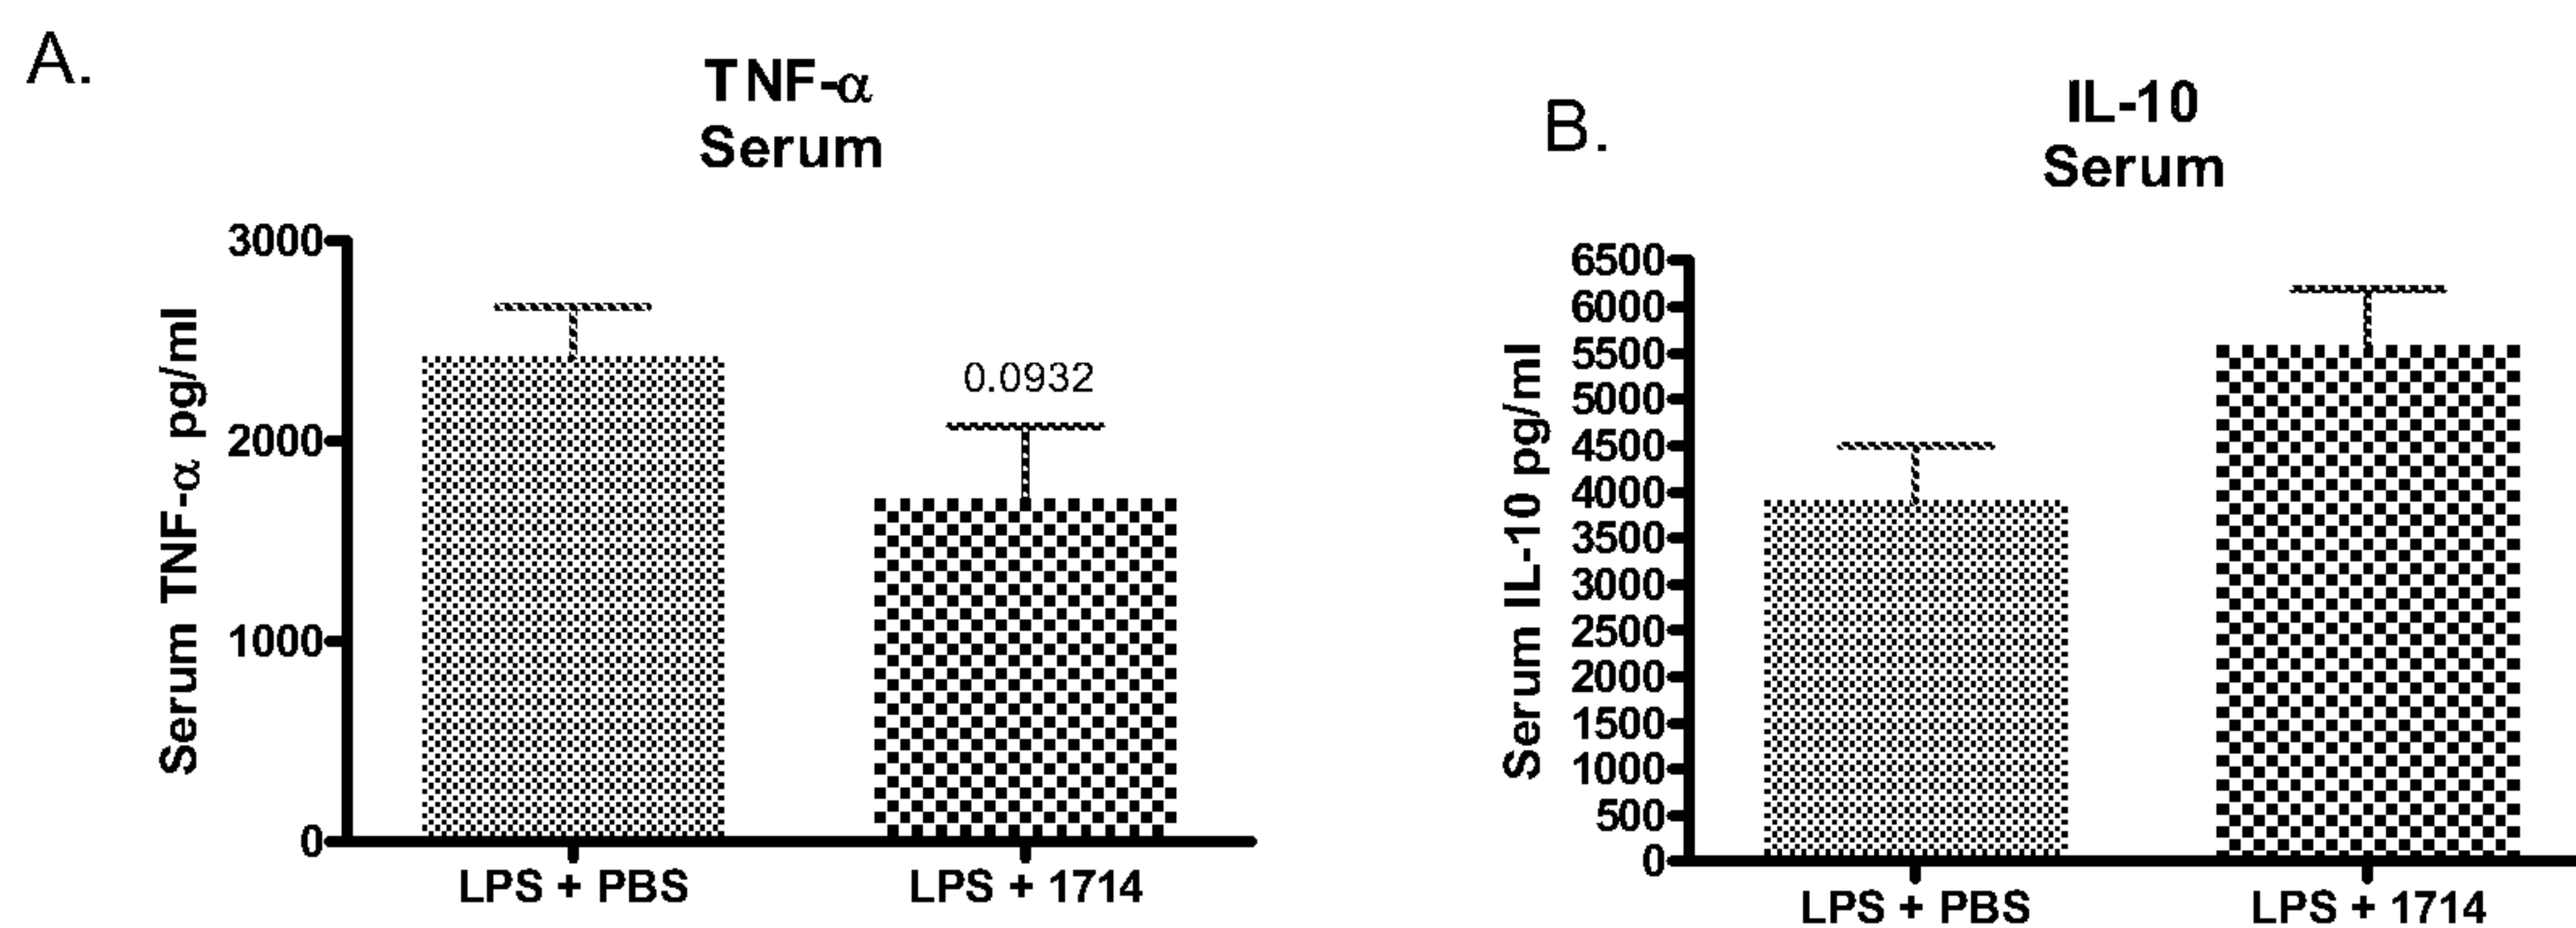 A.
TNF-α
Serum
Serum TNF-α pg/ml
3000
2000
1000
0
0.0932
LPS + PBS
LPS + 1714
B.
IL-10
Serum
Serum IL-10 pg/ml
6500
6000
5500
5000
4500
4000
3500
3000
2500
2000
1500
1000
500
0
LPS + PBS
LPS + 1714